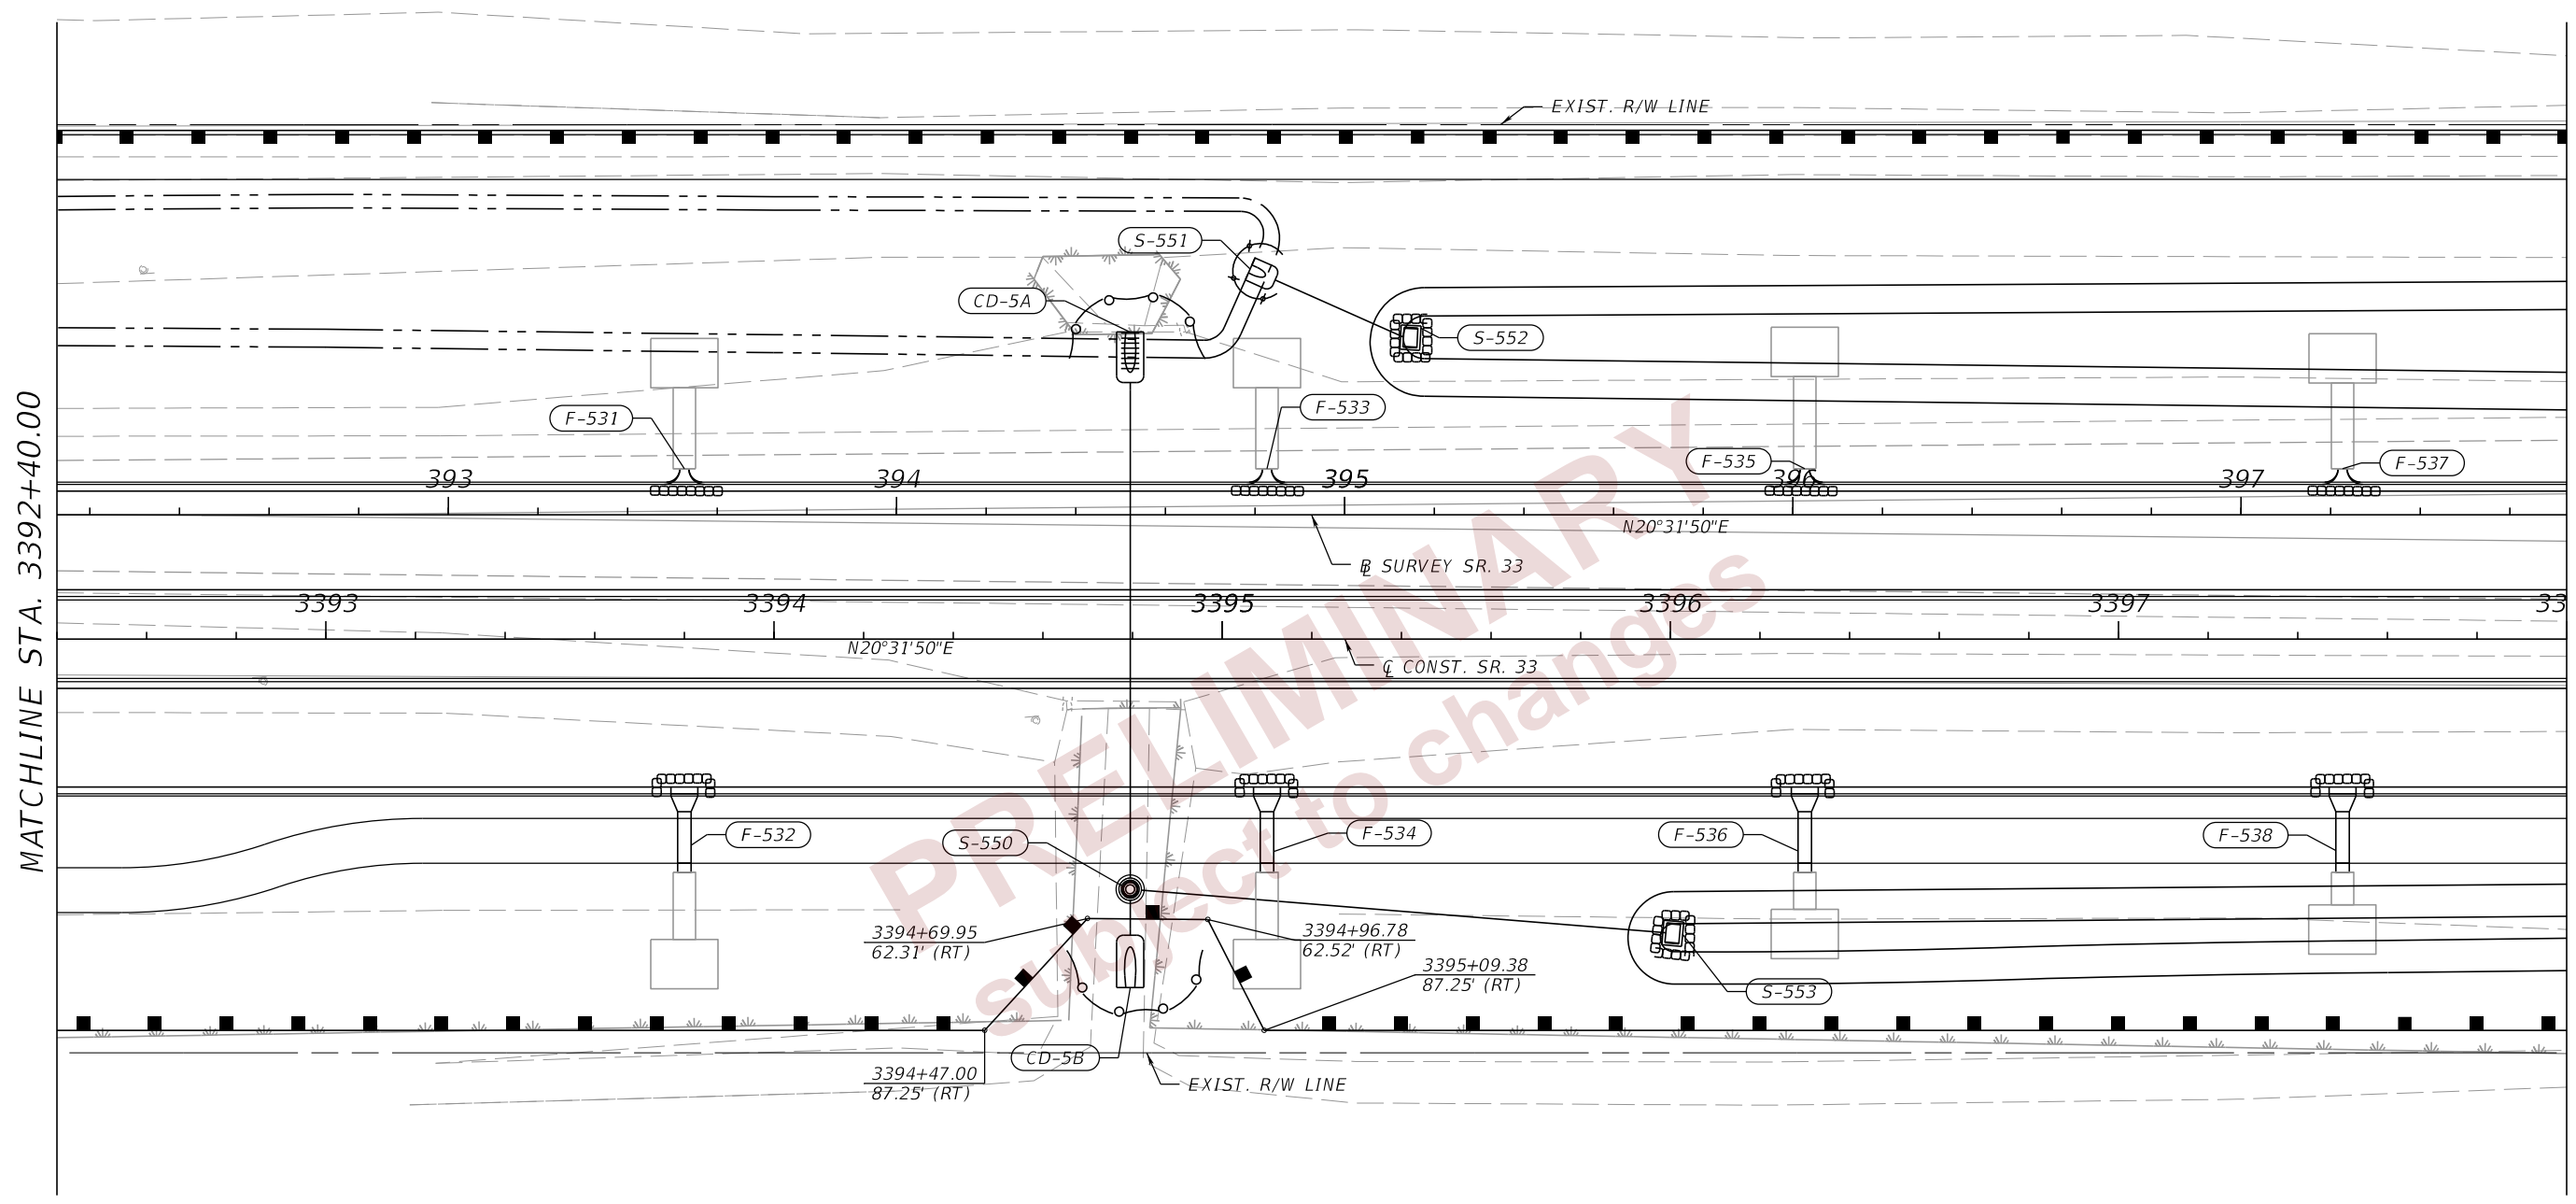 EXIST. R/W LINE
S-551
CD-5A
S-552
F-531
F-533
F-535
F-537
393
394
395
396
397
N20°31'50"E
BL SURVEY SR. 33
MATCHLINE STA. 3392+40.00
3393
3394
3395
3396
3397
33
N20°31'50"E
CL CONST. SR. 33
PRELIMINARY
subject to changes
F-532
S-550
F-534
F-536
F-538
3394+69.95
62.31' (RT)
3394+96.78
62.52' (RT)
3395+09.38
87.25' (RT)
S-553
CD-5B
3394+47.00
87.25' (RT)
EXIST. R/W LINE